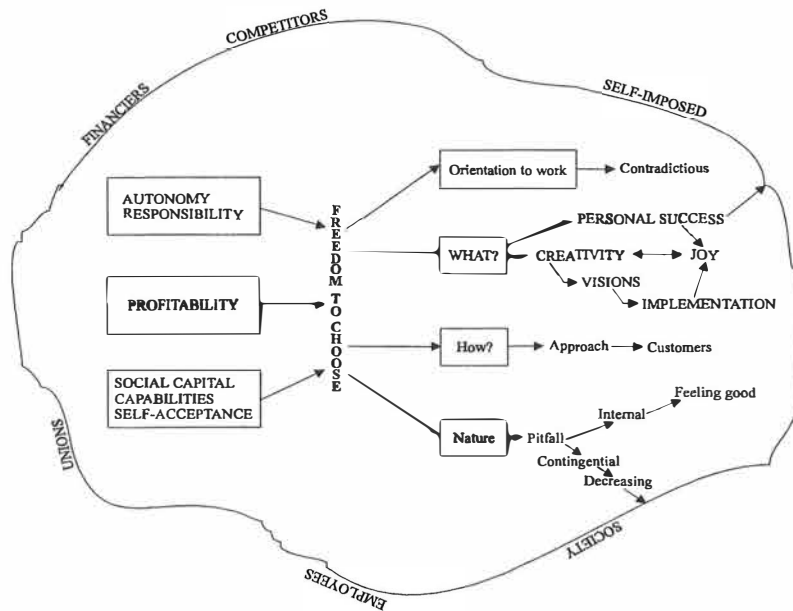 COMPETITORS
FINANCIERS
SELF-IMPOSED
Orientation to work
Contradictious
AUTONOMY
RESPONSIBILITY
FREEDOM TO CHOOSE
PERSONAL SUCCESS
WHAT?
CREATIVITY
JOY
VISIONS
IMPLEMENTATION
PROFITABILITY
How?
Approach
Customers
SOCIAL CAPITAL
CAPABILITIES
SELF-ACCEPTANCE
Feeling good
Internal
Nature
Pitfall
Contingential
Decreasing
UNIONS
SOCIETY
EMPLOYEES